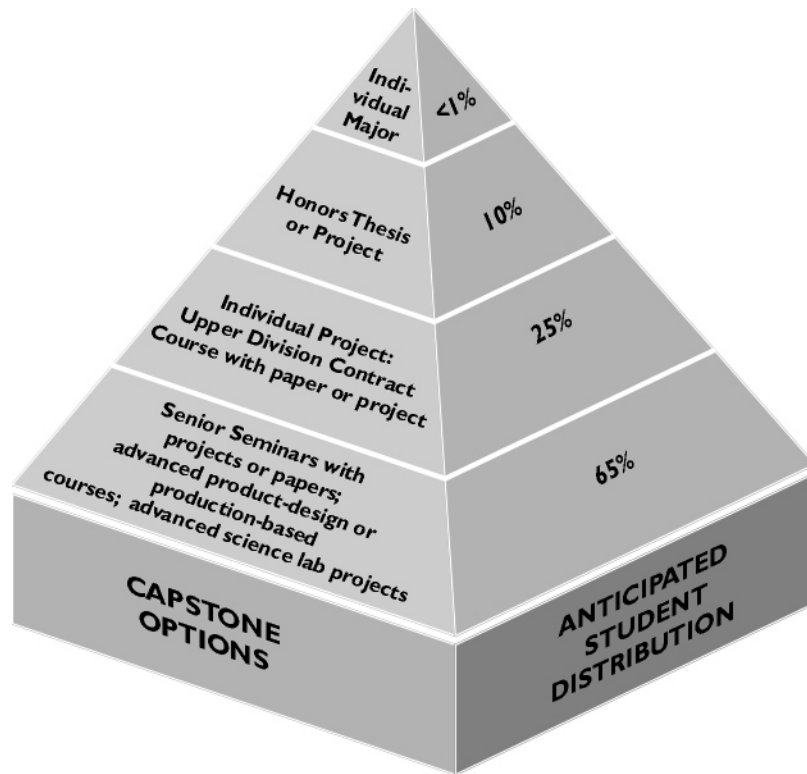 Indi-
vidual
Major
<1%
Honors Thesis
or Project
10%
Individual Project:
Upper Division Contract
Course with paper or project
25%
Senior Seminars with
projects or papers;
advanced product-design or
production-based
courses; advanced science lab projects
65%
CAPSTONE
OPTIONS
ANTICIPATED
STUDENT
DISTRIBUTION